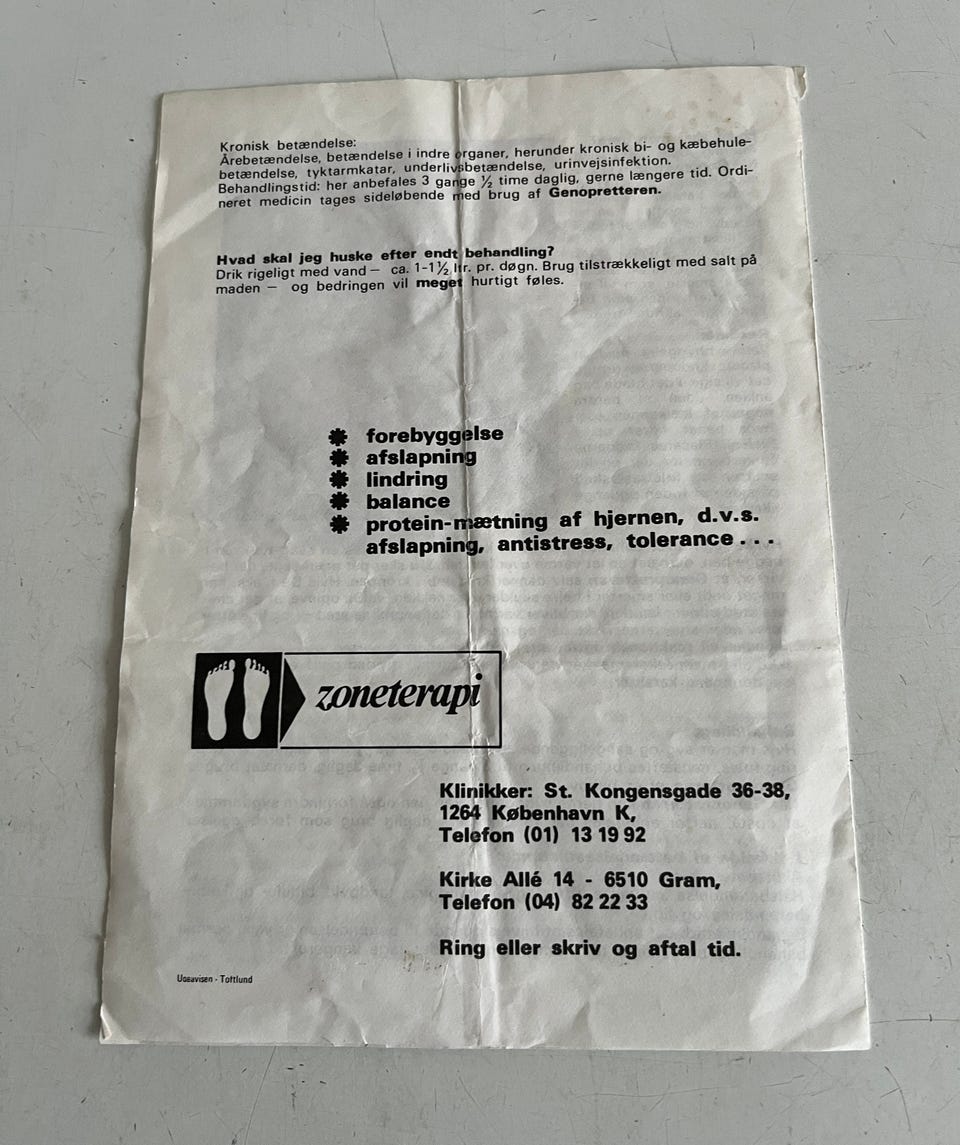 Kronisk betændelse:
Årebetændelse, betændelse i indre organer, herunder kronisk bi- og kæbehule-
betændelse, tyktarmkatar, underlivsbetændelse, urinvejsinfektion.
Behandlingstid: her anbefales 3 gange ½ time daglig, gerne længere tid. Ordi-
neret medicin tages sideløbende med brug af Genopretteren.
Hvad skal jeg huske efter endt behandling?
Drik rigeligt med vand — ca. 1-1½ ltr. pr. døgn. Brug tilstrækkeligt med salt på
maden — og bedringen vil meget hurtigt føles.
forebyggelse
afslapning
lindring
balance
protein-mætning af hjernen, d.v.s.
afslapning, antistress, tolerance...
zoneterapi
Klinikker: St. Kongensgade 36-38,
1264 København K,
Telefon (01) 13 19 92
Kirke Allé 14 - 6510 Gram,
Telefon (04) 82 22 33
Ring eller skriv og aftal tid.
Ugeavisen - Toftlund